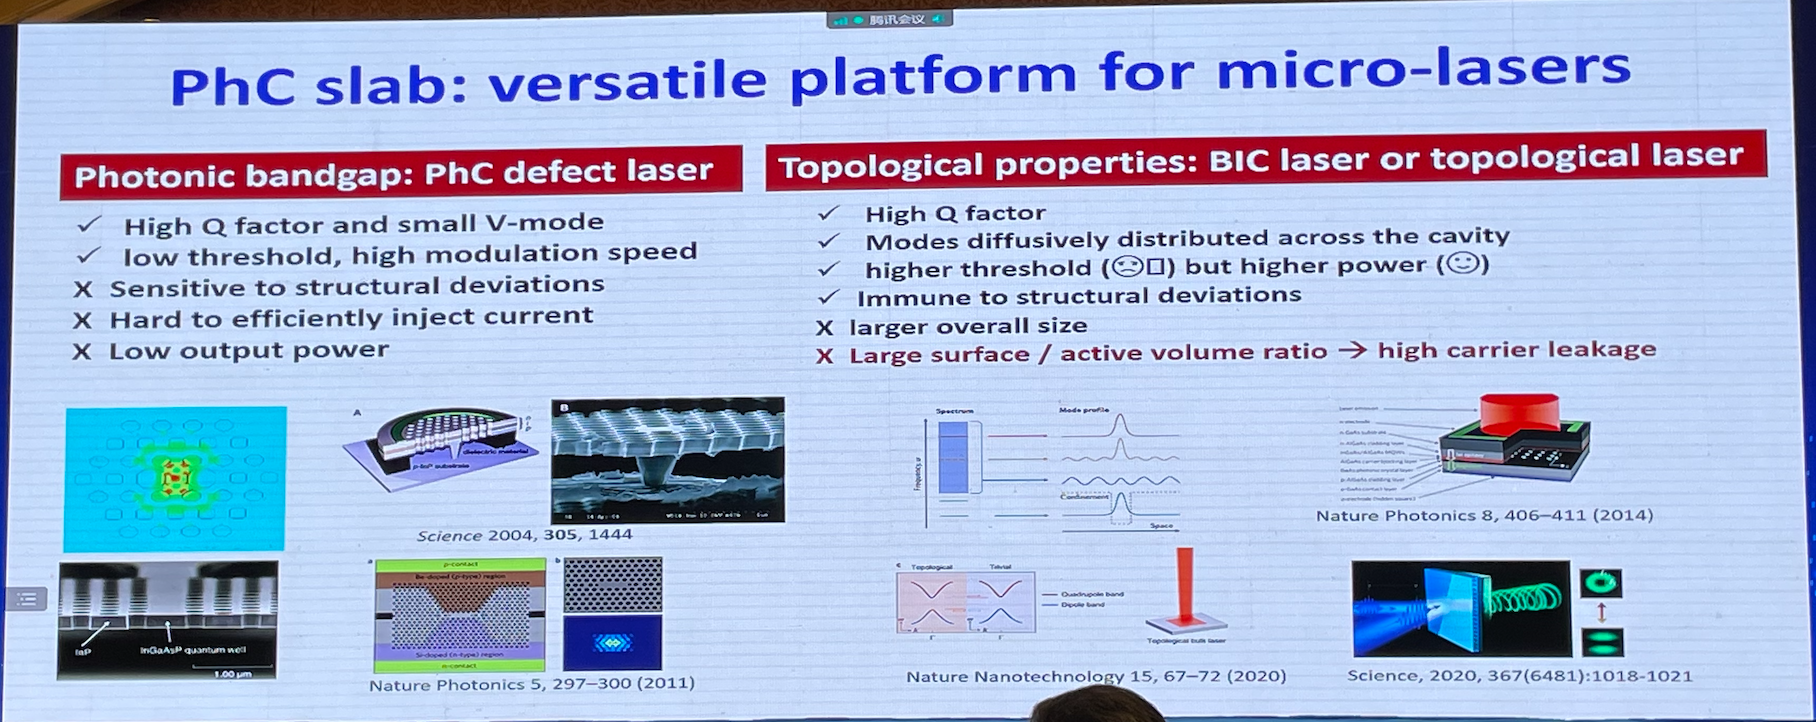 腾讯会议
PhC slab: versatile platform for micro-lasers
Photonic bandgap: PhC defect laser
✓ High Q factor and small V-mode
✓ low threshold, high modulation speed
X Sensitive to structural deviations
X Hard to efficiently inject current
X Low output power
Topological properties: BIC laser or topological laser
✓ High Q factor
✓ Modes diffusively distributed across the cavity
✓ higher threshold (☹□) but higher power (☺)
✓ Immune to structural deviations
X larger overall size
X Large surface / active volume ratio → high carrier leakage
A
dielectric material
p-InP substrate
B
Science 2004, 305, 1444
InP
InGaAsP quantum well
1.00 μm
a
p-contact
Be-doped (p-type) region
Si-doped (n-type) region
n-contact
b
Nature Photonics 5, 297–300 (2011)
Spectrum
Mode profile
Frequency, ω
Confinement
Space
Nature Photonics 8, 406–411 (2014)
c
Topological
Trivial
Quadrupole band
Dipole band
Topological bulk laser
Nature Nanotechnology 15, 67–72 (2020)
Science, 2020, 367(6481):1018-1021